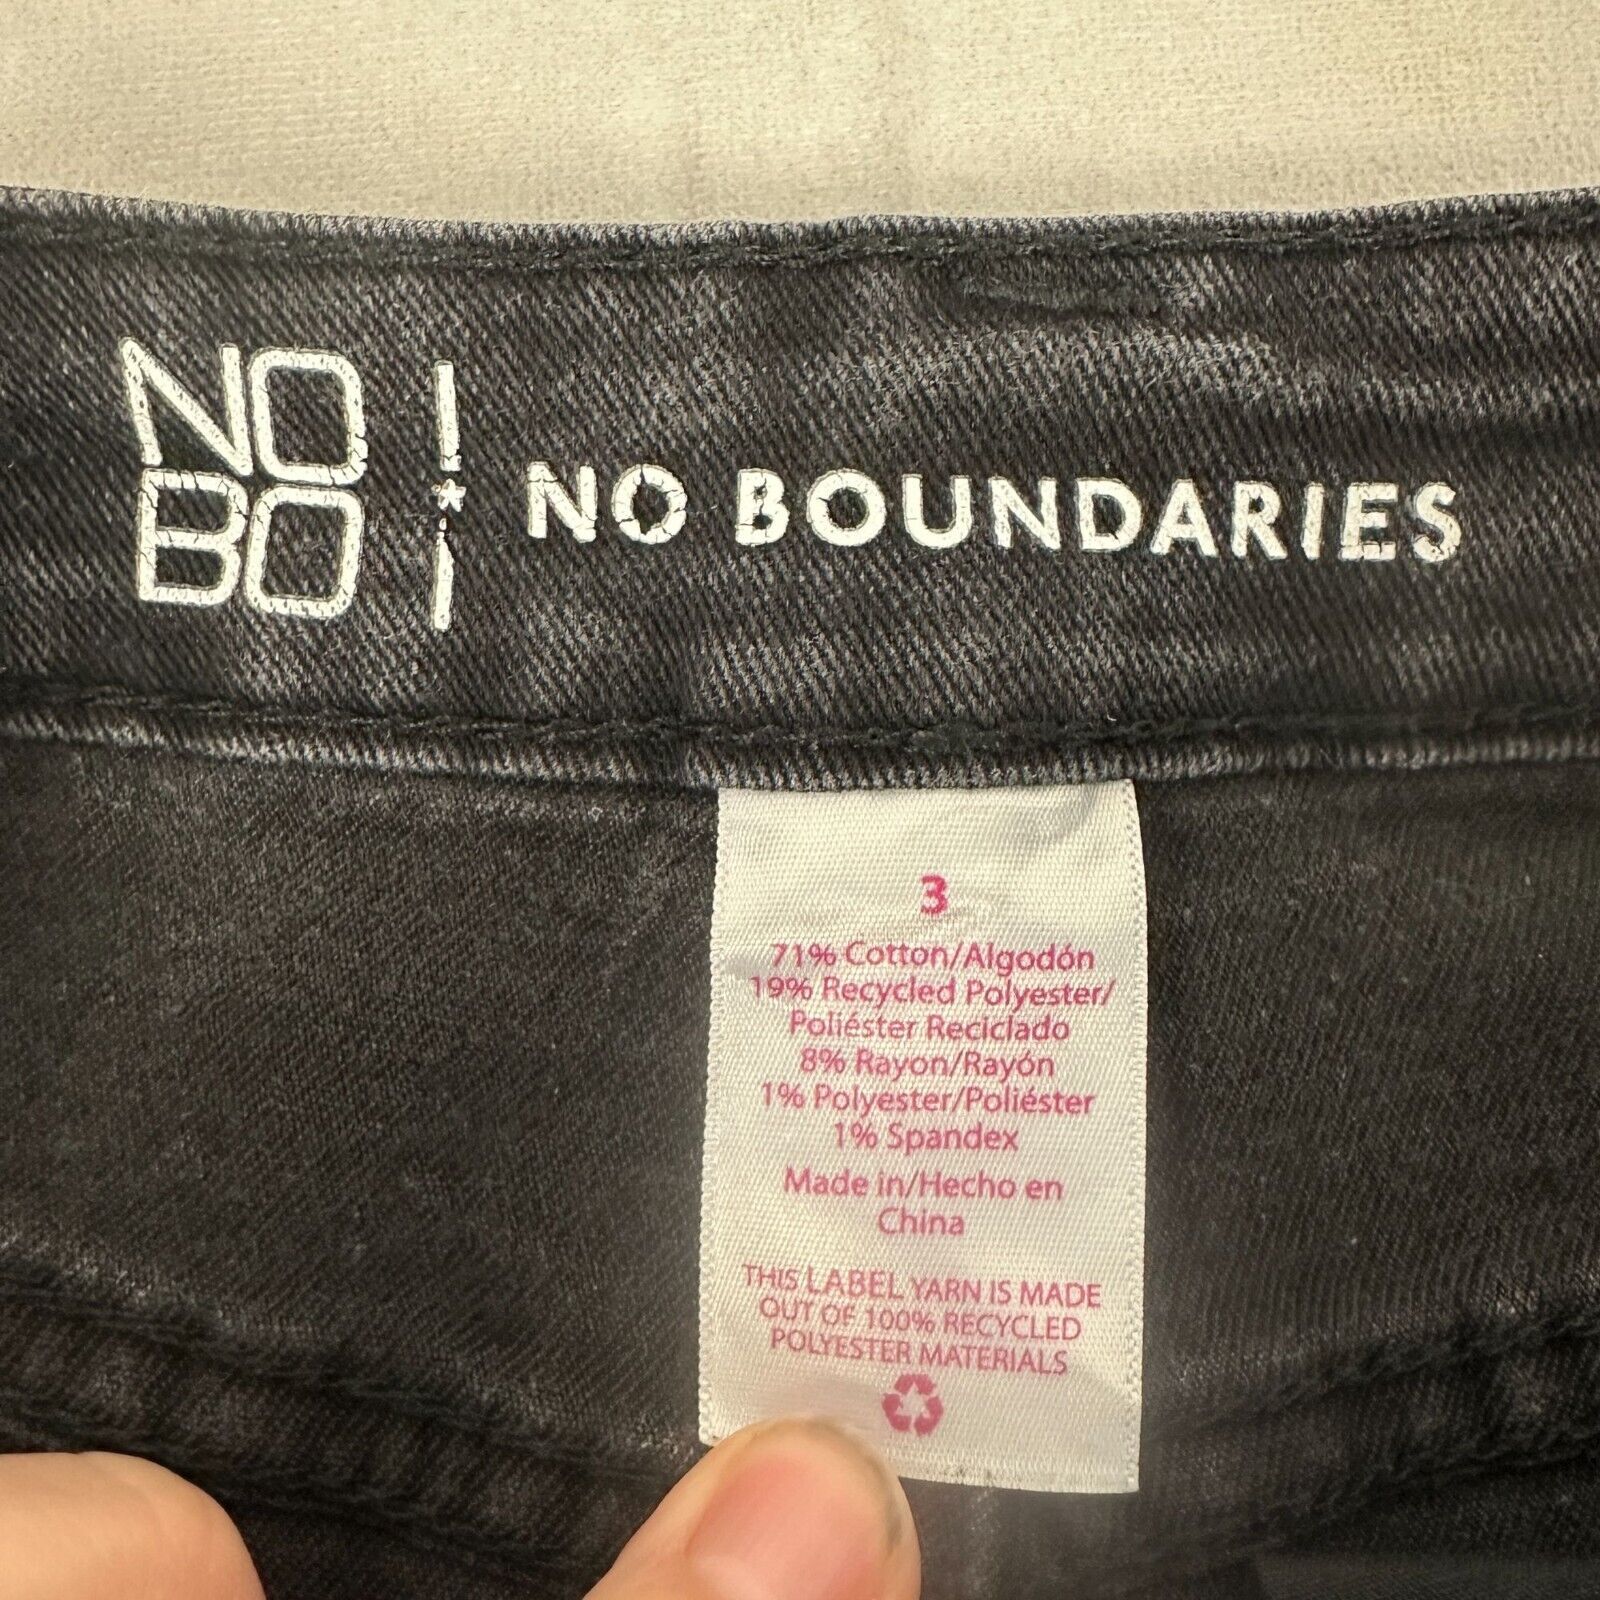 NO
BO
NO BOUNDARIES
3
71% Cotton/Algodón
19% Recycled Polyester/
Poliéster Reciclado
8% Rayon/Rayón
1% Polyester/Poliéster
1% Spandex
Made in/Hecho en
China
THIS LABEL YARN IS MADE
OUT OF 100% RECYCLED
POLYESTER MATERIALS